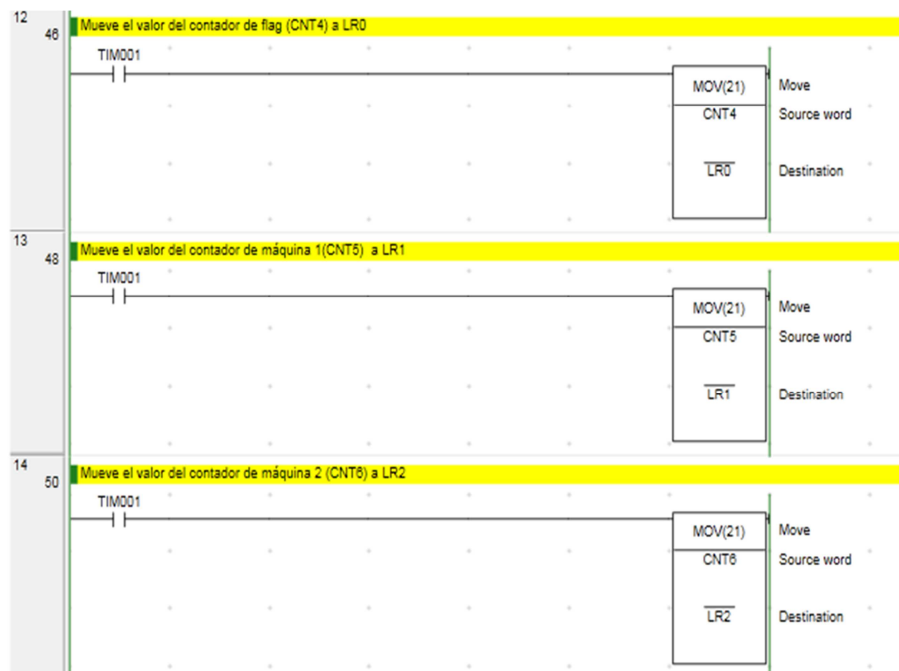 12
46
Mueve el valor del contador de flag (CNT4) a LR0
TIM001
MOV(21) Move
CNT4 Source word
LR0 Destination
13
48
Mueve el valor del contador de máquina 1(CNT5) a LR1
TIM001
MOV(21) Move
CNT5 Source word
LR1 Destination
14
50
Mueve el valor del contador de máquina 2 (CNT6) a LR2
TIM001
MOV(21) Move
CNT6 Source word
LR2 Destination